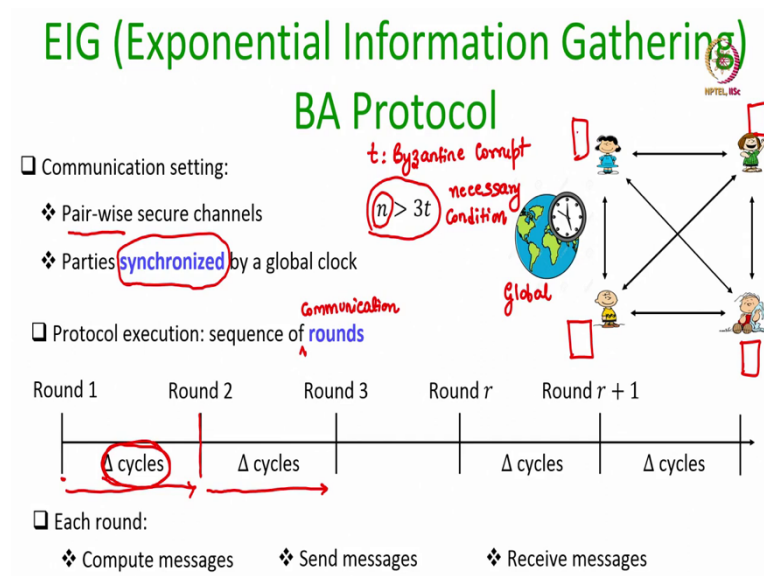 EIG (Exponential Information Gathering)
BA Protocol
NPTEL, IISc
❑ Communication setting:
❖ Pair-wise secure channels
❖ Parties synchronized by a global clock
t: Byzantine Corrupt
n > 3t
necessary
Condition
Global
communication
❑ Protocol execution: sequence of rounds
Round 1 Round 2 Round 3 Round r Round r + 1
Δ cycles Δ cycles Δ cycles Δ cycles
❑ Each round:
❖ Compute messages ❖ Send messages ❖ Receive messages